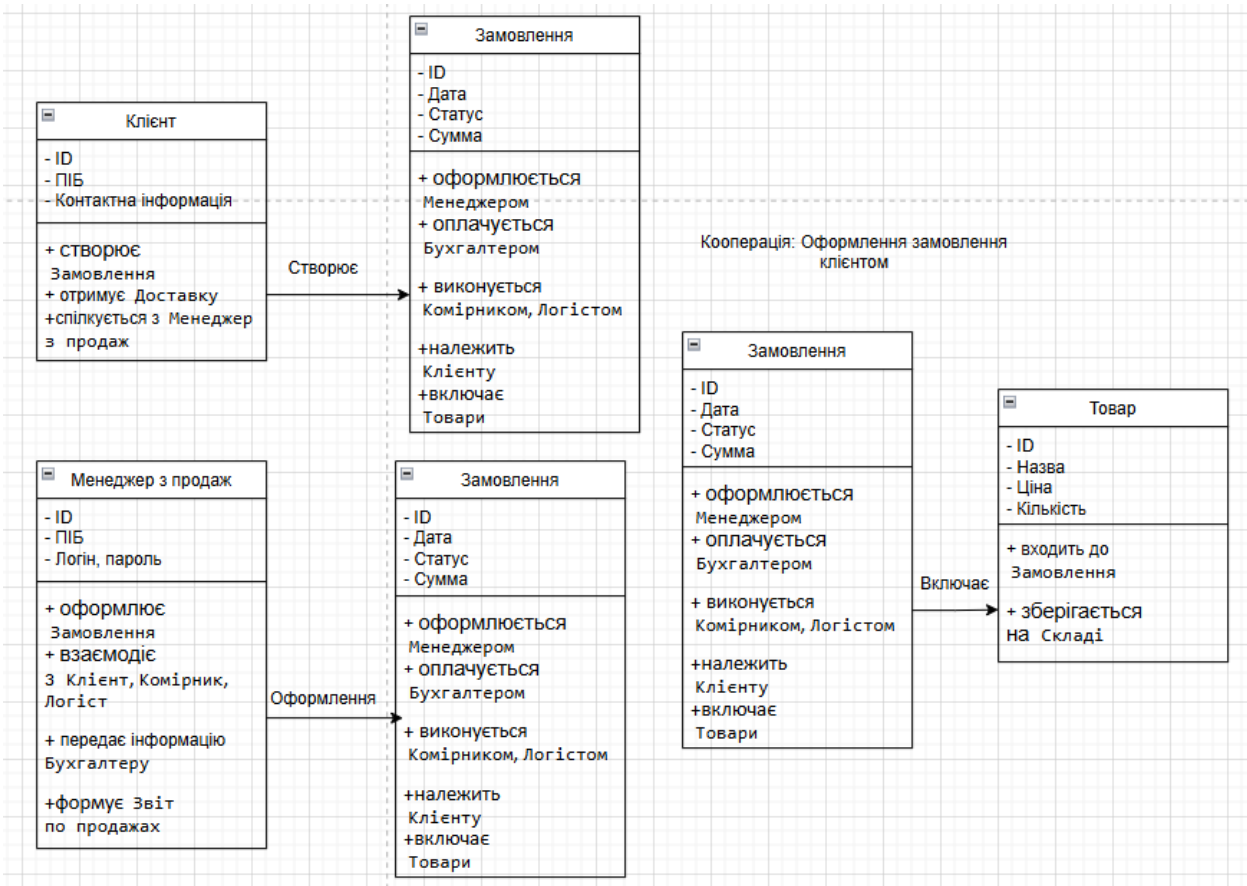 Замовлення
- ID
- Дата
- Статус
- Сумма
+ оформлюється
Менеджером
+ оплачується
Бухгалтером
+ виконується
Комірником, Логістом
+належить
Клієнту
+включає
Товари
Клієнт
- ID
- ПІБ
- Контактна інформація
+ створює
Замовлення
+ отримує Доставку
+спілкується з Менеджер
з продаж
Створює
Кооперація: Оформлення замовлення
клієнтом
Менеджер з продаж
- ID
- ПІБ
- Логін, пароль
+ оформлює
Замовлення
+ взаємодіє
З Клієнт, Комірник,
Логіст
+ передає інформацію
Бухгалтеру
+формує Звіт
по продажах
Оформлення
Замовлення
- ID
- Дата
- Статус
- Сумма
+ оформлюється
Менеджером
+ оплачується
Бухгалтером
+ виконується
Комірником, Логістом
+належить
Клієнту
+включає
Товари
Замовлення
- ID
- Дата
- Статус
- Сумма
+ оформлюється
Менеджером
+ оплачується
Бухгалтером
+ виконується
Комірником, Логістом
+належить
Клієнту
+включає
Товари
Включає
Товар
- ID
- Назва
- Ціна
- Кількість
+ входить до
Замовлення
+ зберігається
на Складі